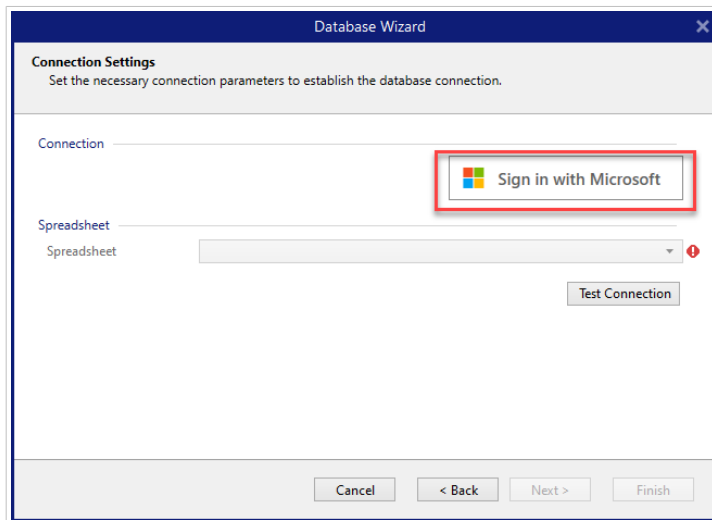 Database Wizard
Connection Settings
Set the necessary connection parameters to establish the database connection.
Connection
Sign in with Microsoft
Spreadsheet
Spreadsheet
Test Connection
Cancel
< Back
Next >
Finish